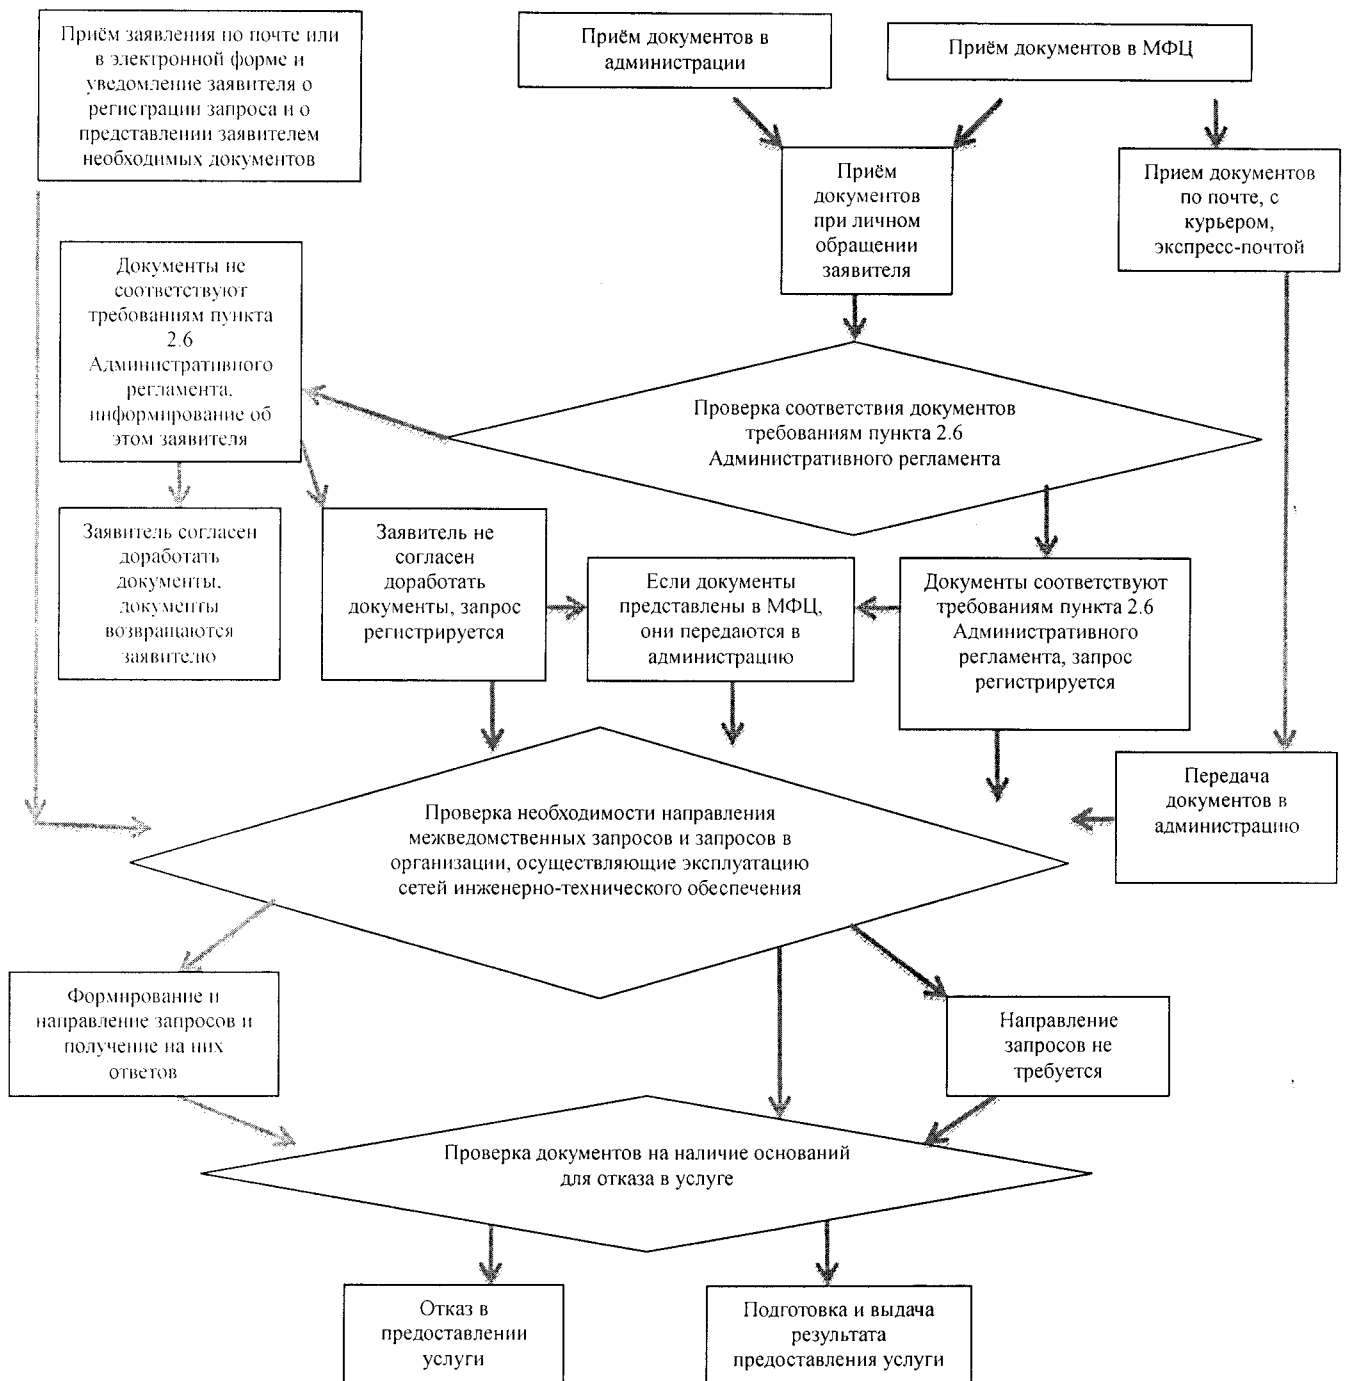 Приём заявления по почте или
в электронной форме и
уведомление заявителя о
регистрации запроса и о
представлении заявителем
необходимых документов
Приём документов в
администрации
Приём документов в МФЦ
Приём
документов
при личном
обращении
заявителя
Прием документов
по почте, с
курьером,
экспресс-почтой
Документы не
соответствуют
требованиям пункта
2.6
Административного
регламента,
информирование об
этом заявителя
Проверка соответствия документов
требованиям пункта 2.6
Административного регламента
Заявитель согласен
доработать
документы,
документы
возвращаются
заявителю
Заявитель не
согласен
доработать
документы, запрос
регистрируется
Если документы
представлены в МФЦ,
они передаются в
администрацию
Документы соответствуют
требованиям пункта 2.6
Административного
регламента, запрос
регистрируется
Передача
документов в
администрацию
Проверка необходимости направления
межведомственных запросов и запросов в
организации, осуществляющие эксплуатацию
сетей инженерно-технического обеспечения
Формирование и
направление запросов и
получение на них
ответов
Направление
запросов не
требуется
Проверка документов на наличие оснований
для отказа в услуге
Отказ в
предоставлении
услуги
Подготовка и выдача
результата
предоставления услуги